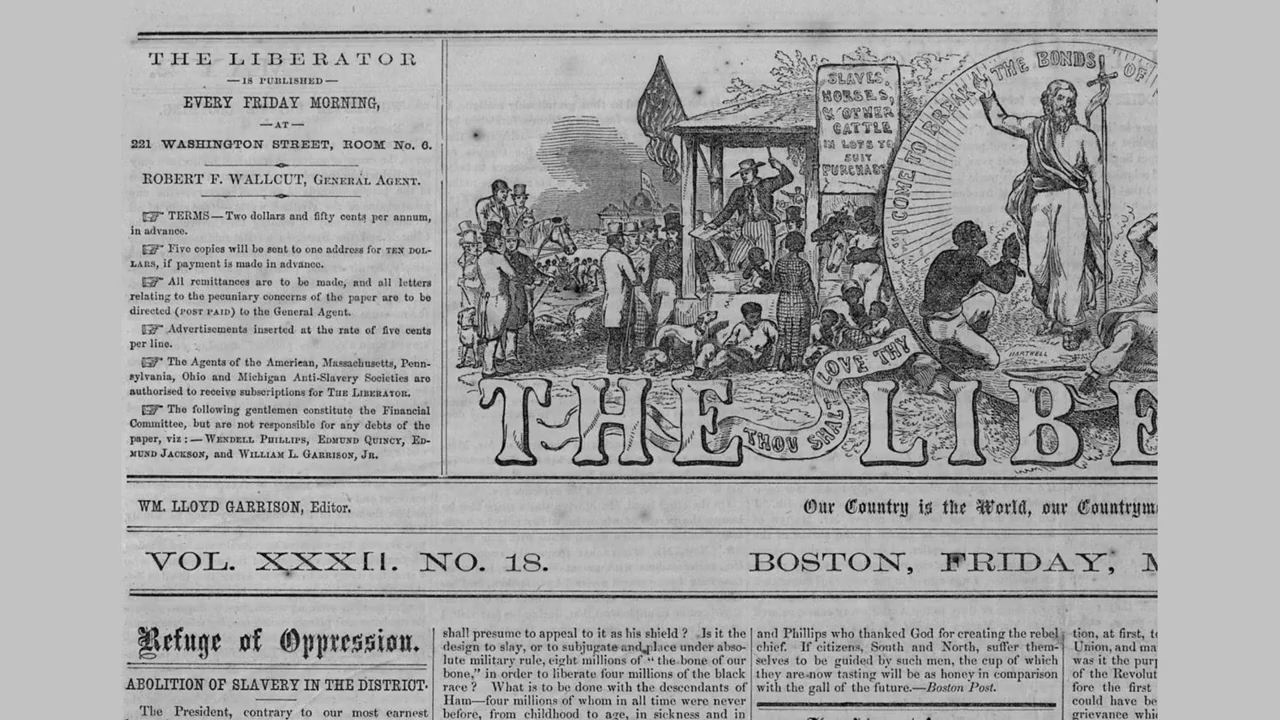 THE LIBERATOR
— IS PUBLISHED —
EVERY FRIDAY MORNING,
— AT —
221 WASHINGTON STREET, ROOM No. 6.
ROBERT F. WALLCUT, GENERAL AGENT.
☞ TERMS — Two dollars and fifty cents per annum,
in advance.
☞ Five copies will be sent to one address for TEN DOL-
LARS, if payment is made in advance.
☞ All remittances are to be made, and all letters
relating to the pecuniary concerns of the paper are to be
directed (POST PAID) to the General Agent.
☞ Advertisements inserted at the rate of five cents
per line.
☞ The Agents of the American, Massachusetts, Penn-
sylvania, Ohio and Michigan Anti-Slavery Societies are
authorised to receive subscriptions for THE LIBERATOR.
☞ The following gentlemen constitute the Financial
Committee, but are not responsible for any debts of the
paper, viz : — WENDELL PHILLIPS, EDMUND QUINCY, ED-
MUND JACKSON, and WILLIAM L. GARRISON, JR.
SLAVES,
HORSES,
& OTHER
CATTLE
IN LOTS TO
SUIT
PURCHASER
"I COME TO BREAK THE BONDS OF
HARTWELL
THOU SHALT LOVE THY
THE LIBE
WM. LLOYD GARRISON, Editor.
Our Country is the World, our Countrym
VOL. XXXII. NO. 18.
BOSTON, FRIDAY, M
Refuge of Oppression.
ABOLITION OF SLAVERY IN THE DISTRICT.
The President, contrary to our most earnest
shall presume to appeal to it as his shield ? Is it the
design to slay, or to subjugate and place under abso-
lute military rule, eight millions of " the bone of our
bone," in order to liberate four millions of the black
race ? What is to be done with the descendants of
Ham—four millions of whom in all time were never
before, from childhood to age, in sickness and in
and Phillips who thanked God for creating the rebel
chief. If citizens, South and North, suffer them-
selves to be guided by such men, the cup of which
they are now tasting will be as honey in comparison
with the gall of the future.—Boston Post.
tion, at first, t
Union, and ma
was it the purp
of the Revolut
fore the first
could have be
grievance whi